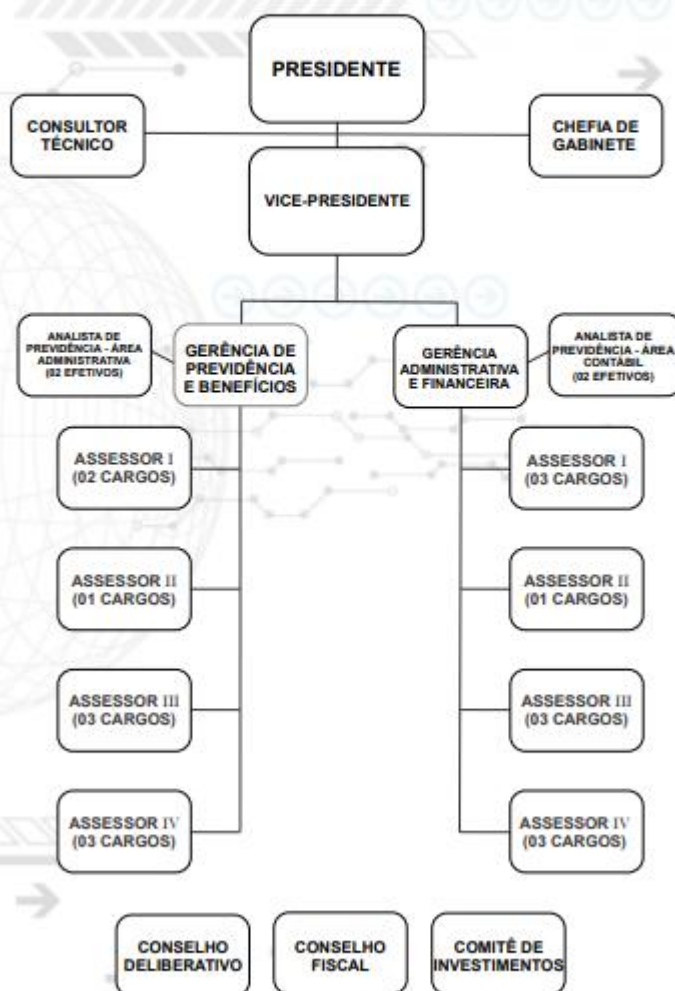 PRESIDENTE
CONSULTOR
TÉCNICO
CHEFIA DE
GABINETE
VICE-PRESIDENTE
ANALISTA DE
PREVIDÊNCIA - ÁREA
ADMINISTRATIVA
(02 EFETIVOS)
GERÊNCIA DE
PREVIDÊNCIA
E BENEFÍCIOS
GERÊNCIA
ADMINISTRATIVA
E FINANCEIRA
ANALISTA DE
PREVIDÊNCIA - ÁREA
CONTÁBIL
(02 EFETIVOS)
ASSESSOR I
(02 CARGOS)
ASSESSOR I
(03 CARGOS)
ASSESSOR II
(01 CARGOS)
ASSESSOR II
(01 CARGOS)
ASSESSOR III
(03 CARGOS)
ASSESSOR III
(03 CARGOS)
ASSESSOR IV
(03 CARGOS)
ASSESSOR IV
(03 CARGOS)
CONSELHO
DELIBERATIVO
CONSELHO
FISCAL
COMITÊ DE
INVESTIMENTOS